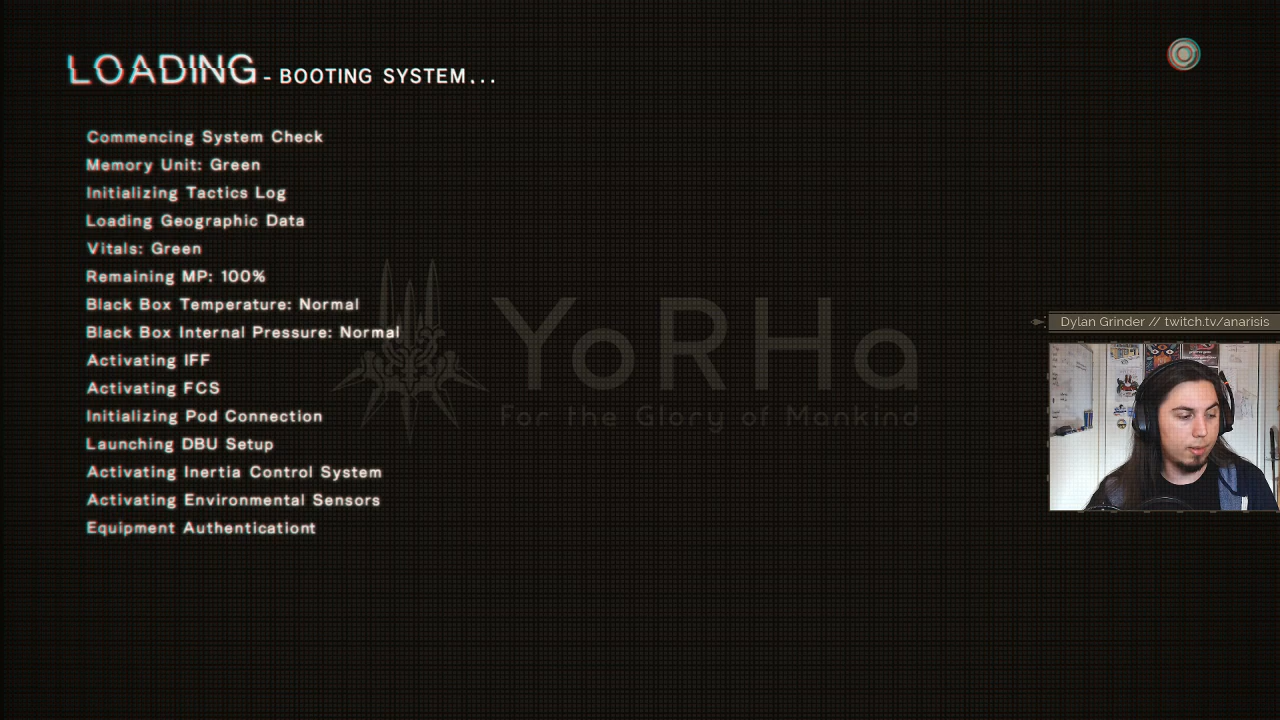 LOADING - BOOTING SYSTEM...
Commencing System Check
Memory Unit: Green
Initializing Tactics Log
Loading Geographic Data
Vitals: Green
Remaining MP: 100%
Black Box Temperature: Normal
Black Box Internal Pressure: Normal
Activating IFF
Activating FCS
Initializing Pod Connection
Launching DBU Setup
Activating Inertia Control System
Activating Environmental Sensors
Equipment Authenticationt
YoRHa
For the Glory of Mankind
Dylan Grinder // twitch.tv/anarisis